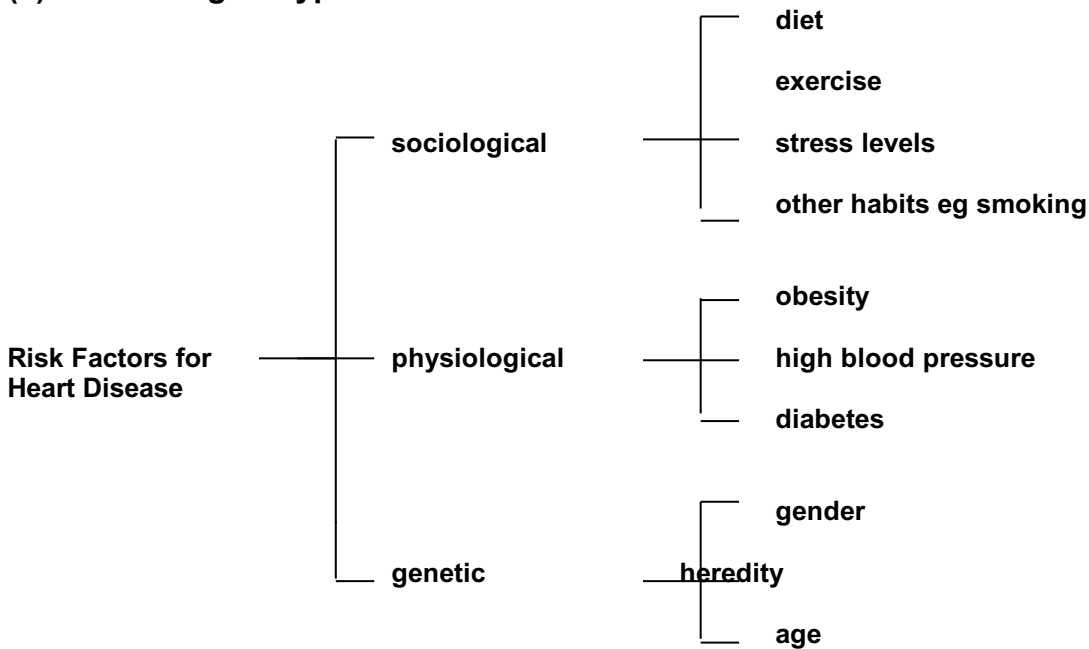 diet
exercise
sociological
stress levels
other habits eg smoking
obesity
Risk Factors for
Heart Disease
physiological
high blood pressure
diabetes
gender
genetic
heredity
age